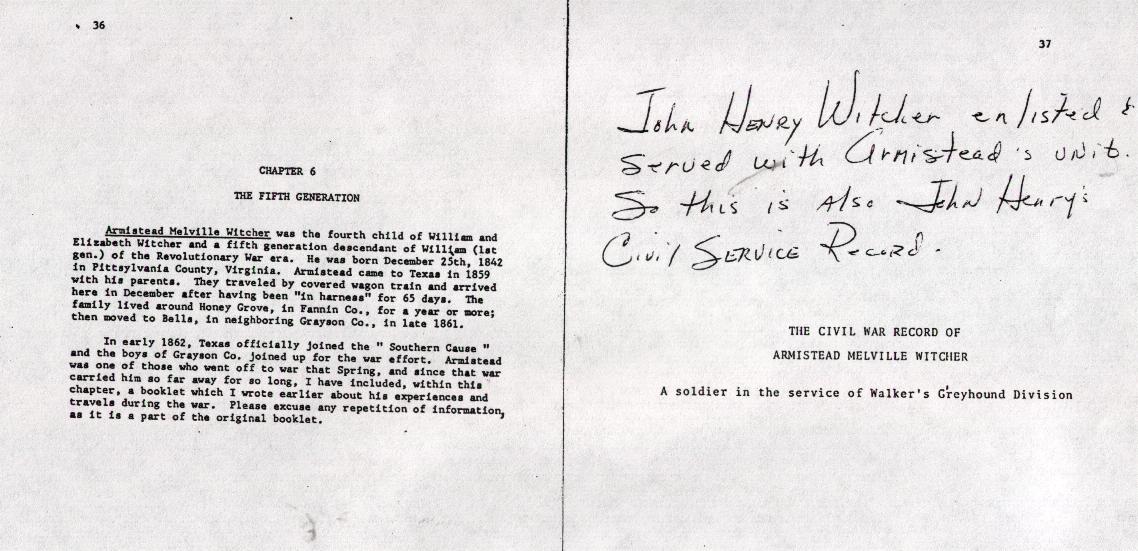 36
CHAPTER 6
THE FIFTH GENERATION
Armistead Melville Witcher was the fourth child of William and
Elizabeth Witcher and a fifth generation descendant of William (1st
gen.) of the Revolutionary War era. He was born December 25th, 1842
in Pittsylvania County, Virginia. Armistead came to Texas in 1859
with his parents. They traveled by covered wagon train and arrived
here in December after having been "in harness" for 65 days. The
family lived around Honey Grove, in Fannin Co., for a year or more;
then moved to Bells, in neighboring Grayson Co., in late 1861.
In early 1862, Texas officially joined the " Southern Cause "
and the boys of Grayson Co. joined up for the war effort. Armistead
was one of those who went off to war that Spring, and since that war
carried him so far away for so long, I have included, within this
chapter, a booklet which I wrote earlier about his experiences and
travels during the war. Please excuse any repetition of information,
as it is a part of the original booklet.
37
John Henry Witcher enlisted &
served with Armistead's unit.
So this is Also John Henry's
Civil Service Record.
THE CIVIL WAR RECORD OF
ARMISTEAD MELVILLE WITCHER
A soldier in the service of Walker's Greyhound Division